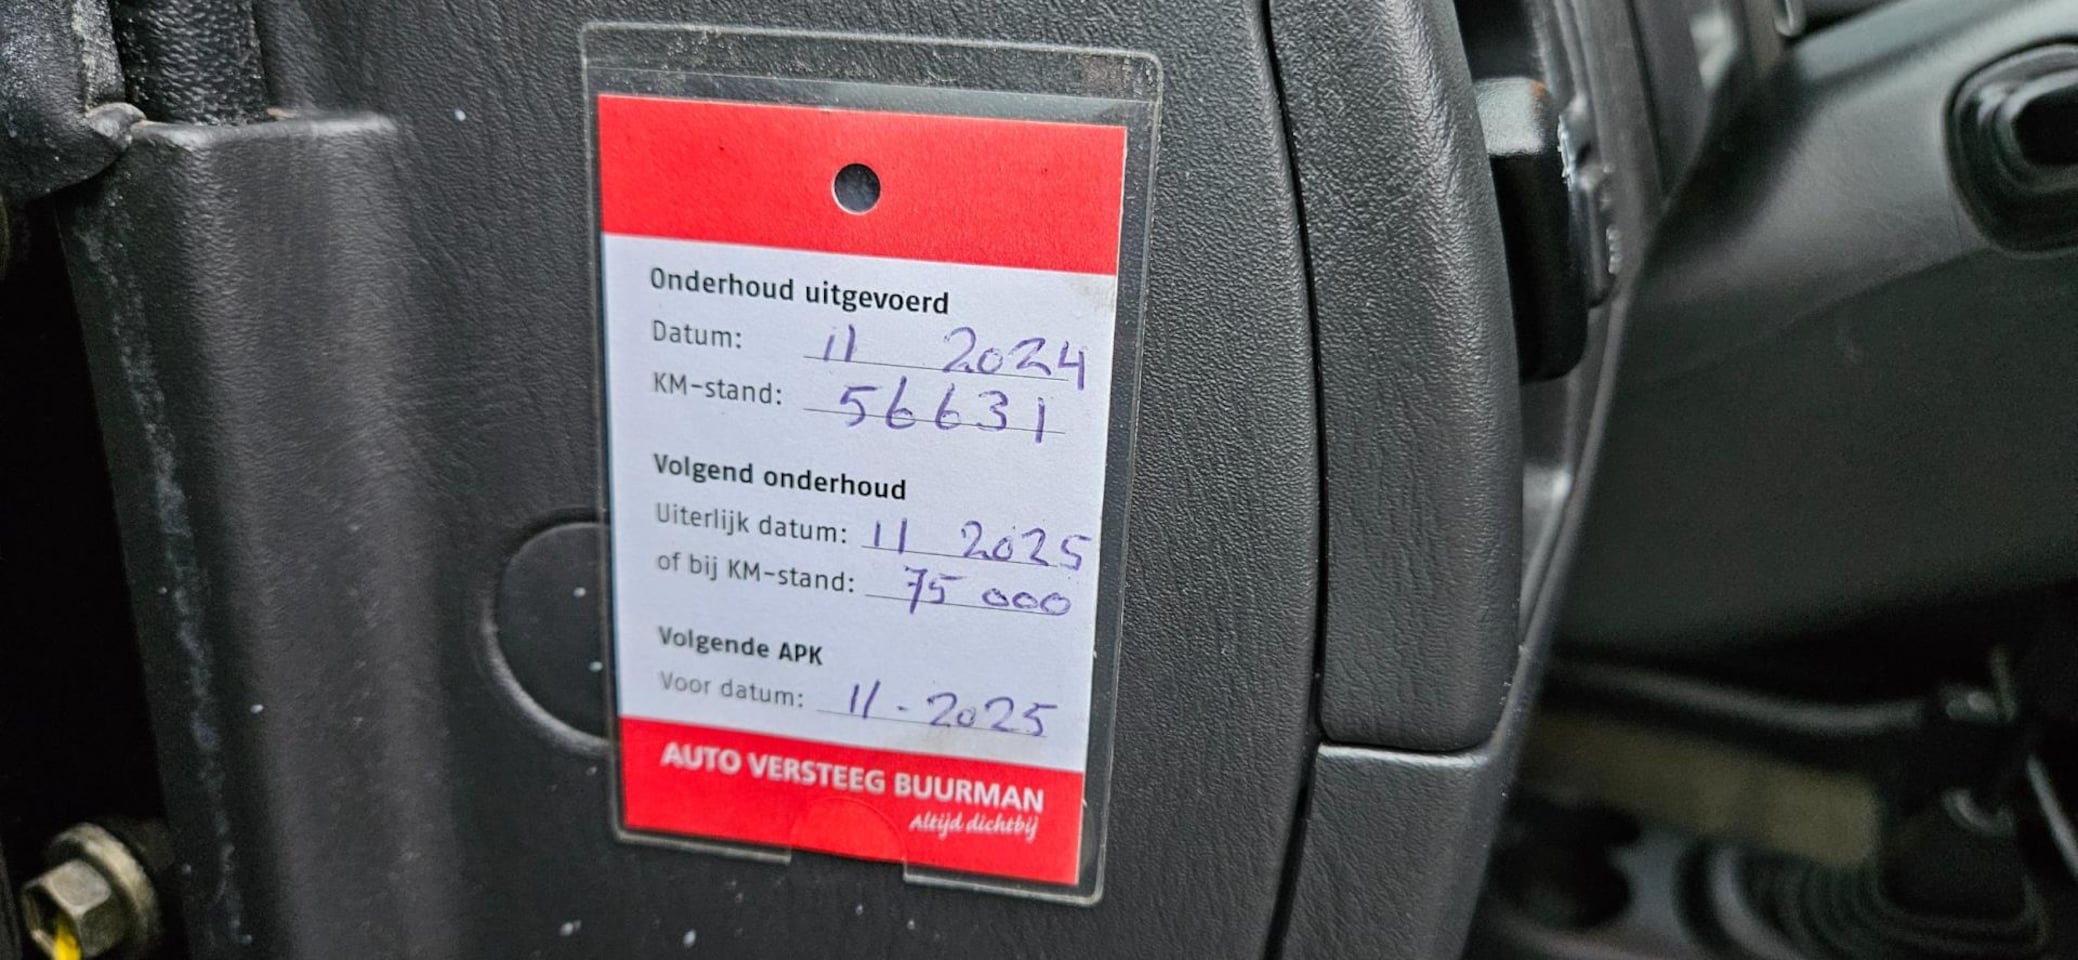 Onderhoud uitgevoerd
Datum: 11 2024
KM-stand: 56631
Volgend onderhoud
Uiterlijk datum: 11 2025
of bij KM-stand: 75 000
Volgende APK
Voor datum: 11 - 2025
AUTO VERSTEEG BUURMAN
Altijd dichtbij